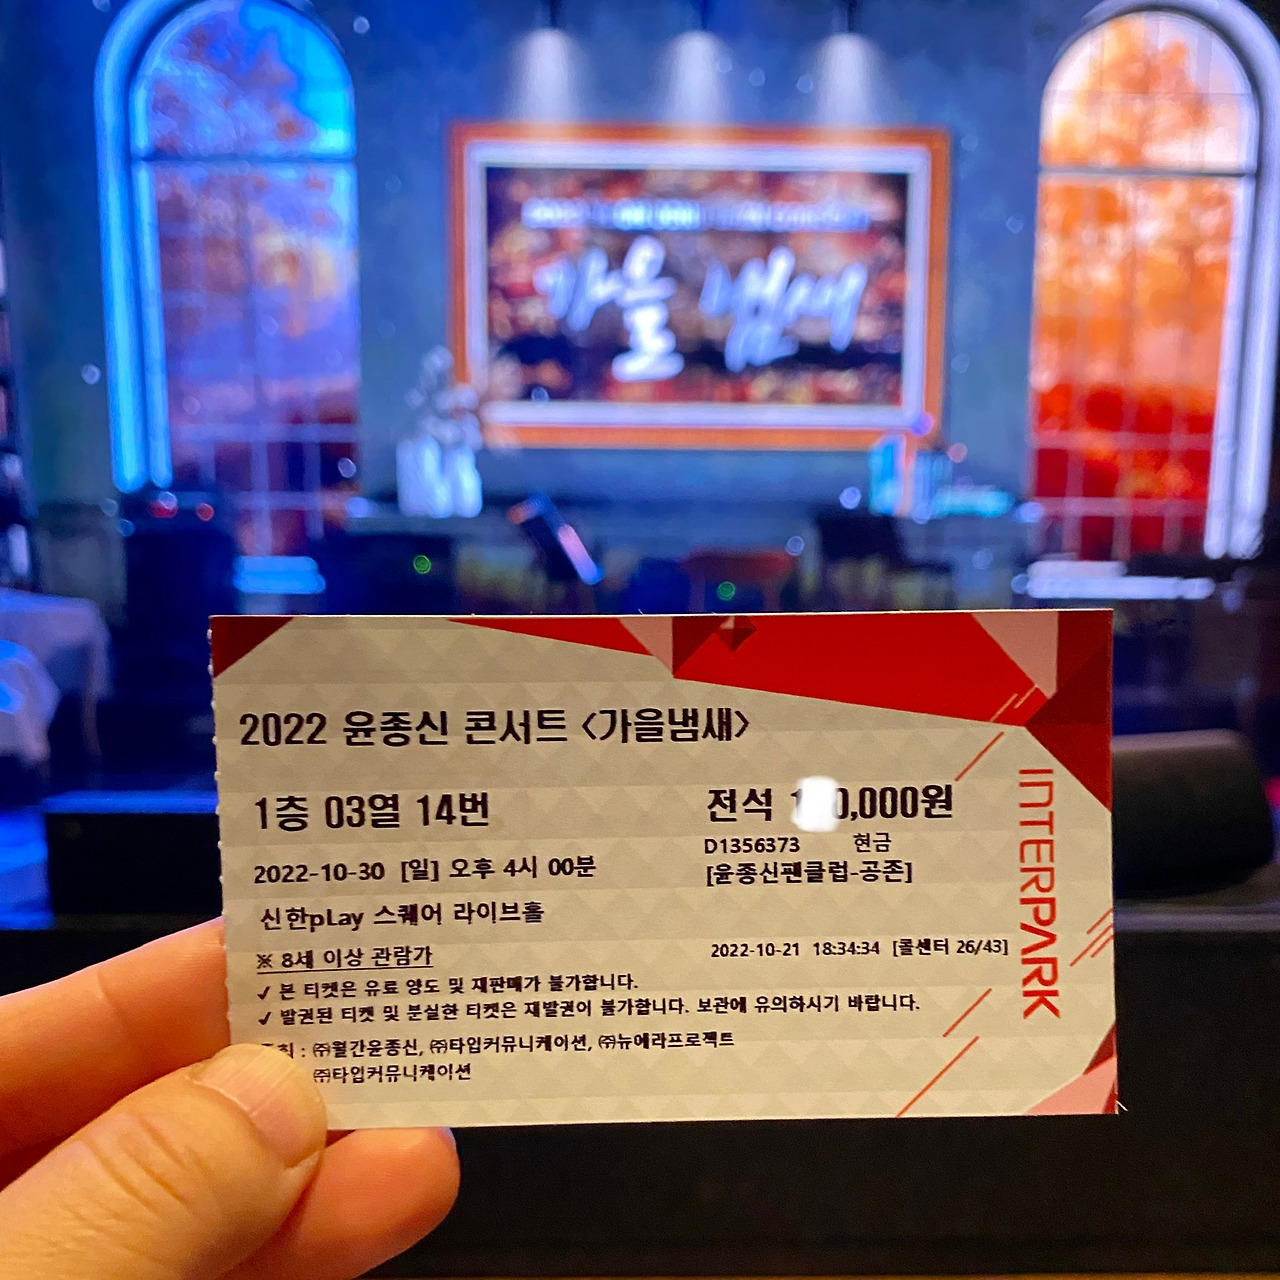 가을 냄새
2022 윤종신 콘서트 <가을냄새>
1층 03열 14번
전석 1 0,000원
D1356373 현금
2022-10-30 [일] 오후 4시 00분
[윤종신팬클럽-공존]
신한pLay 스퀘어 라이브홀
※ 8세 이상 관람가
2022-10-21 18:34:34 [콜센터 26/43]
✓ 본 티켓은 유료 양도 및 재판매가 불가합니다.
✓ 발권된 티켓 및 분실한 티켓은 재발권이 불가합니다. 보관에 유의하시기 바랍니다.
: ㈜월간윤종신, ㈜타입커뮤니케이션, ㈜뉴에라프로젝트
㈜타입커뮤니케이션
INTERPARK